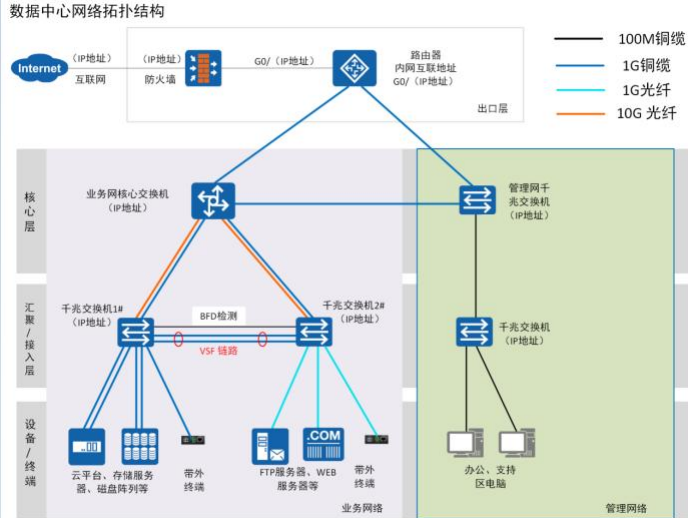 数据中心网络拓扑结构
100M铜缆
1G铜缆
1G光纤
10G 光纤
Internet
（IP地址）
互联网
（IP地址）
防火墙
G0/（IP地址）
路由器
内网互联地址
G0/（IP地址）
出口层
核心层
业务网核心交换机
（IP地址）
管理网千
兆交换机
（IP地址）
汇聚/接入层
千兆交换机1#
（IP地址）
BFD检测
VSF 链路
千兆交换机2#
（IP地址）
千兆交换机
（IP地址）
设备/终端
.00
云平台、存储服务
器、磁盘阵列等
带外
终端
.COM
FTP服务器、WEB
服务器等
带外
终端
办公、支持
区电脑
业务网络
管理网络